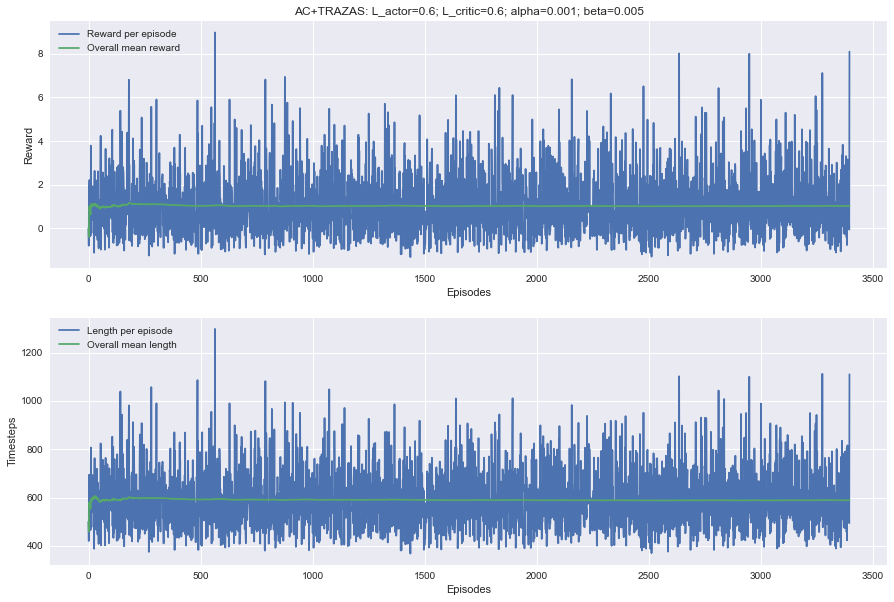 AC+TRAZAS: L_actor=0.6; L_critic=0.6; alpha=0.001; beta=0.005
Reward per episode
Overall mean reward
8
6
4
2
0
Reward
0 500 1000 1500 2000 2500 3000 3500
Episodes
Length per episode
Overall mean length
1200
1000
800
600
400
Timesteps
0 500 1000 1500 2000 2500 3000 3500
Episodes